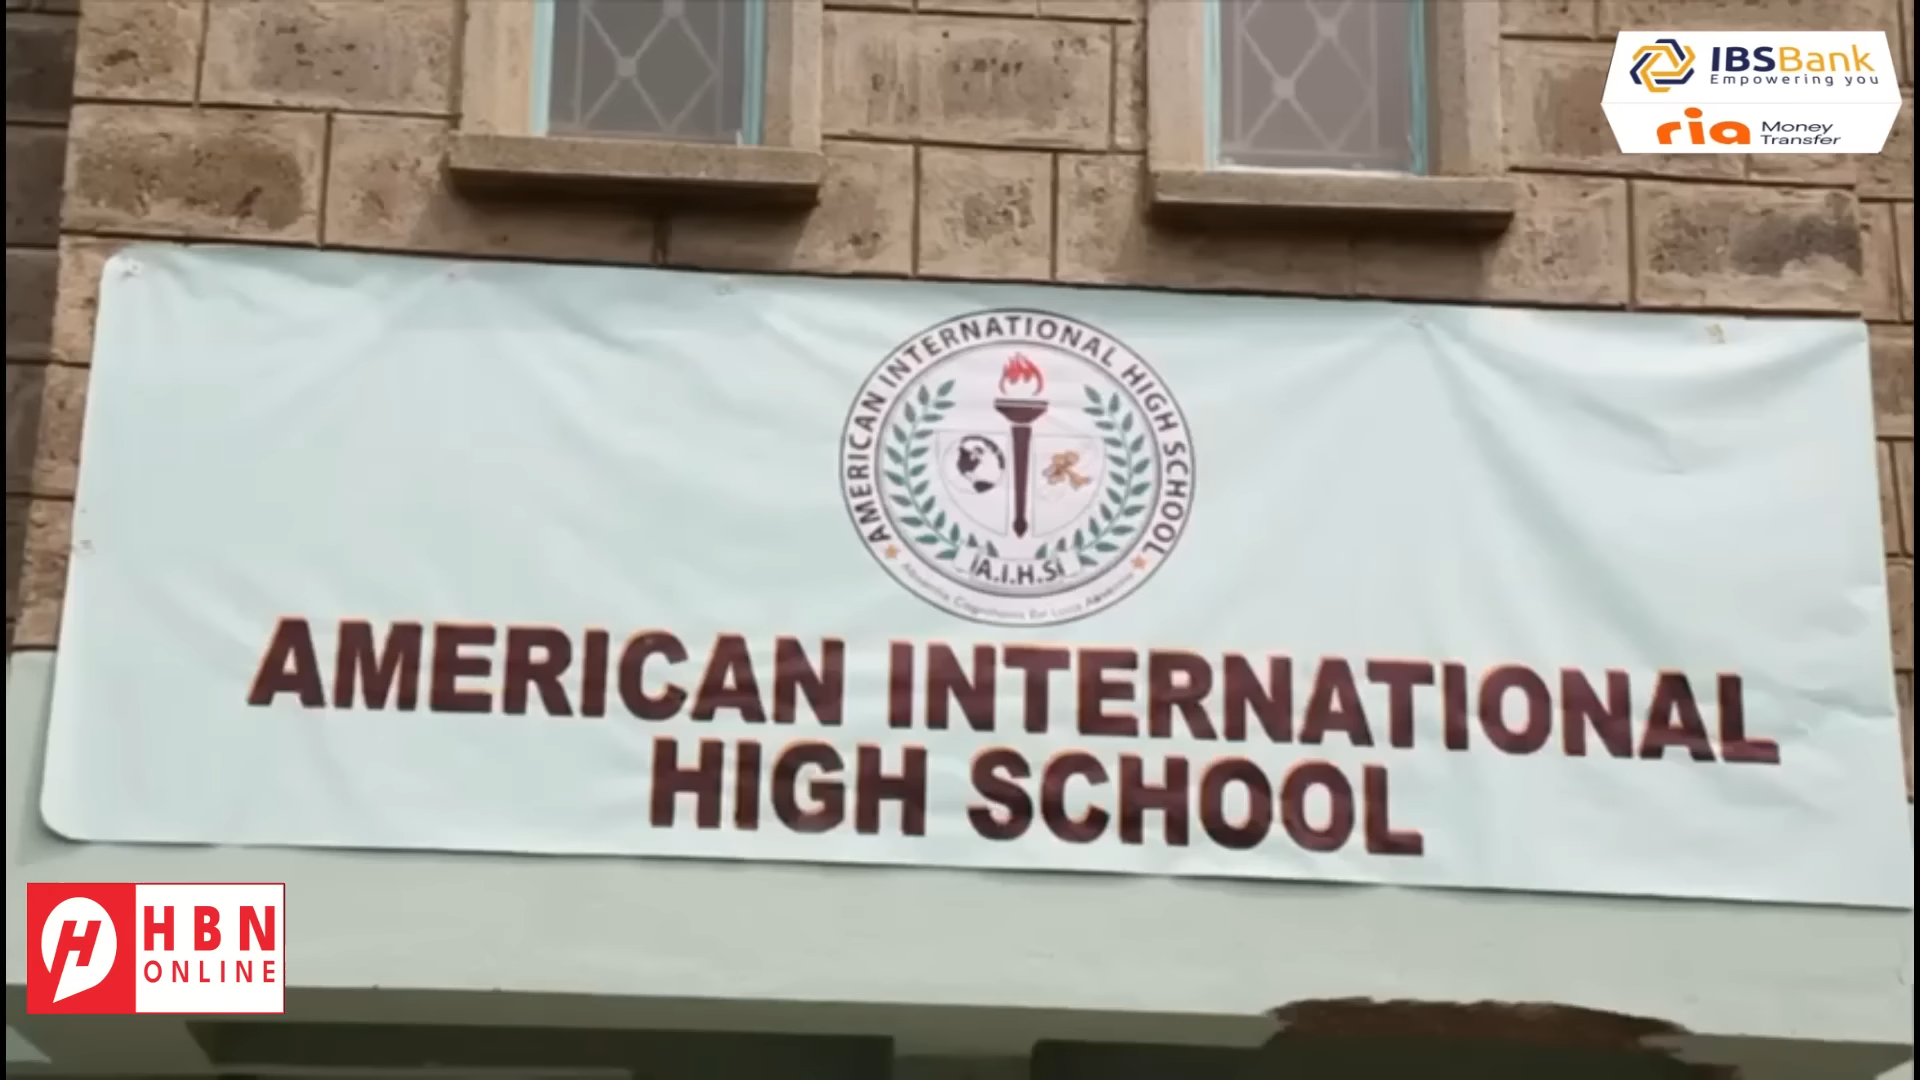 IBSBank
Empowering you
ria Money
Transfer
AMERICAN INTERNATIONAL HIGH SCHOOL
A.I.H.S
AMERICAN INTERNATIONAL
HIGH SCHOOL
H HBN
ONLINE